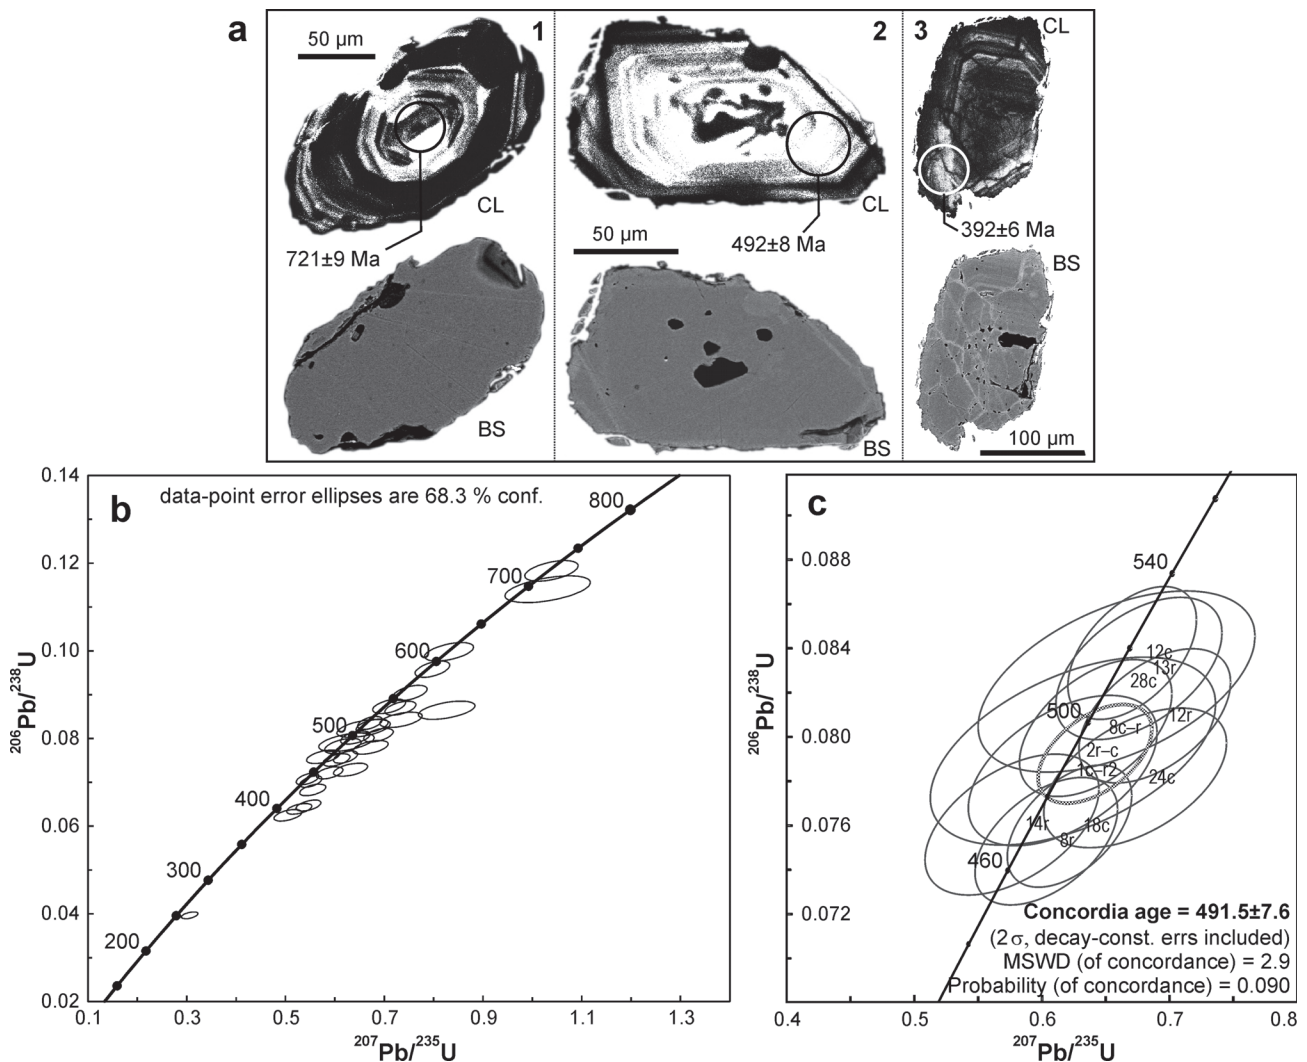 a
1
2
3
CL
50 µm
CL
CL
721±9 Ma
50 µm
492±8 Ma
392±6 Ma
BS
BS
BS
100 µm
b
data-point error ellipses are 68.3 % conf.
800
700
600
500
400
300
200
0.14
0.12
0.10
0.08
0.06
0.04
0.02
0.1
0.3
0.5
0.7
0.9
1.1
1.3
206Pb/238U
207Pb/235U
c
540
500
460
12c
13r
28c
12r
8c–r
2r–c
1c–r2
24c
14r
18c
8r
0.088
0.084
0.080
0.076
0.072
Concordia age = 491.5±7.6
(2σ, decay-const. errs included)
MSWD (of concordance) = 2.9
Probability (of concordance) = 0.090
0.4
0.5
0.6
0.7
0.8
206Pb/238U
207Pb/235U